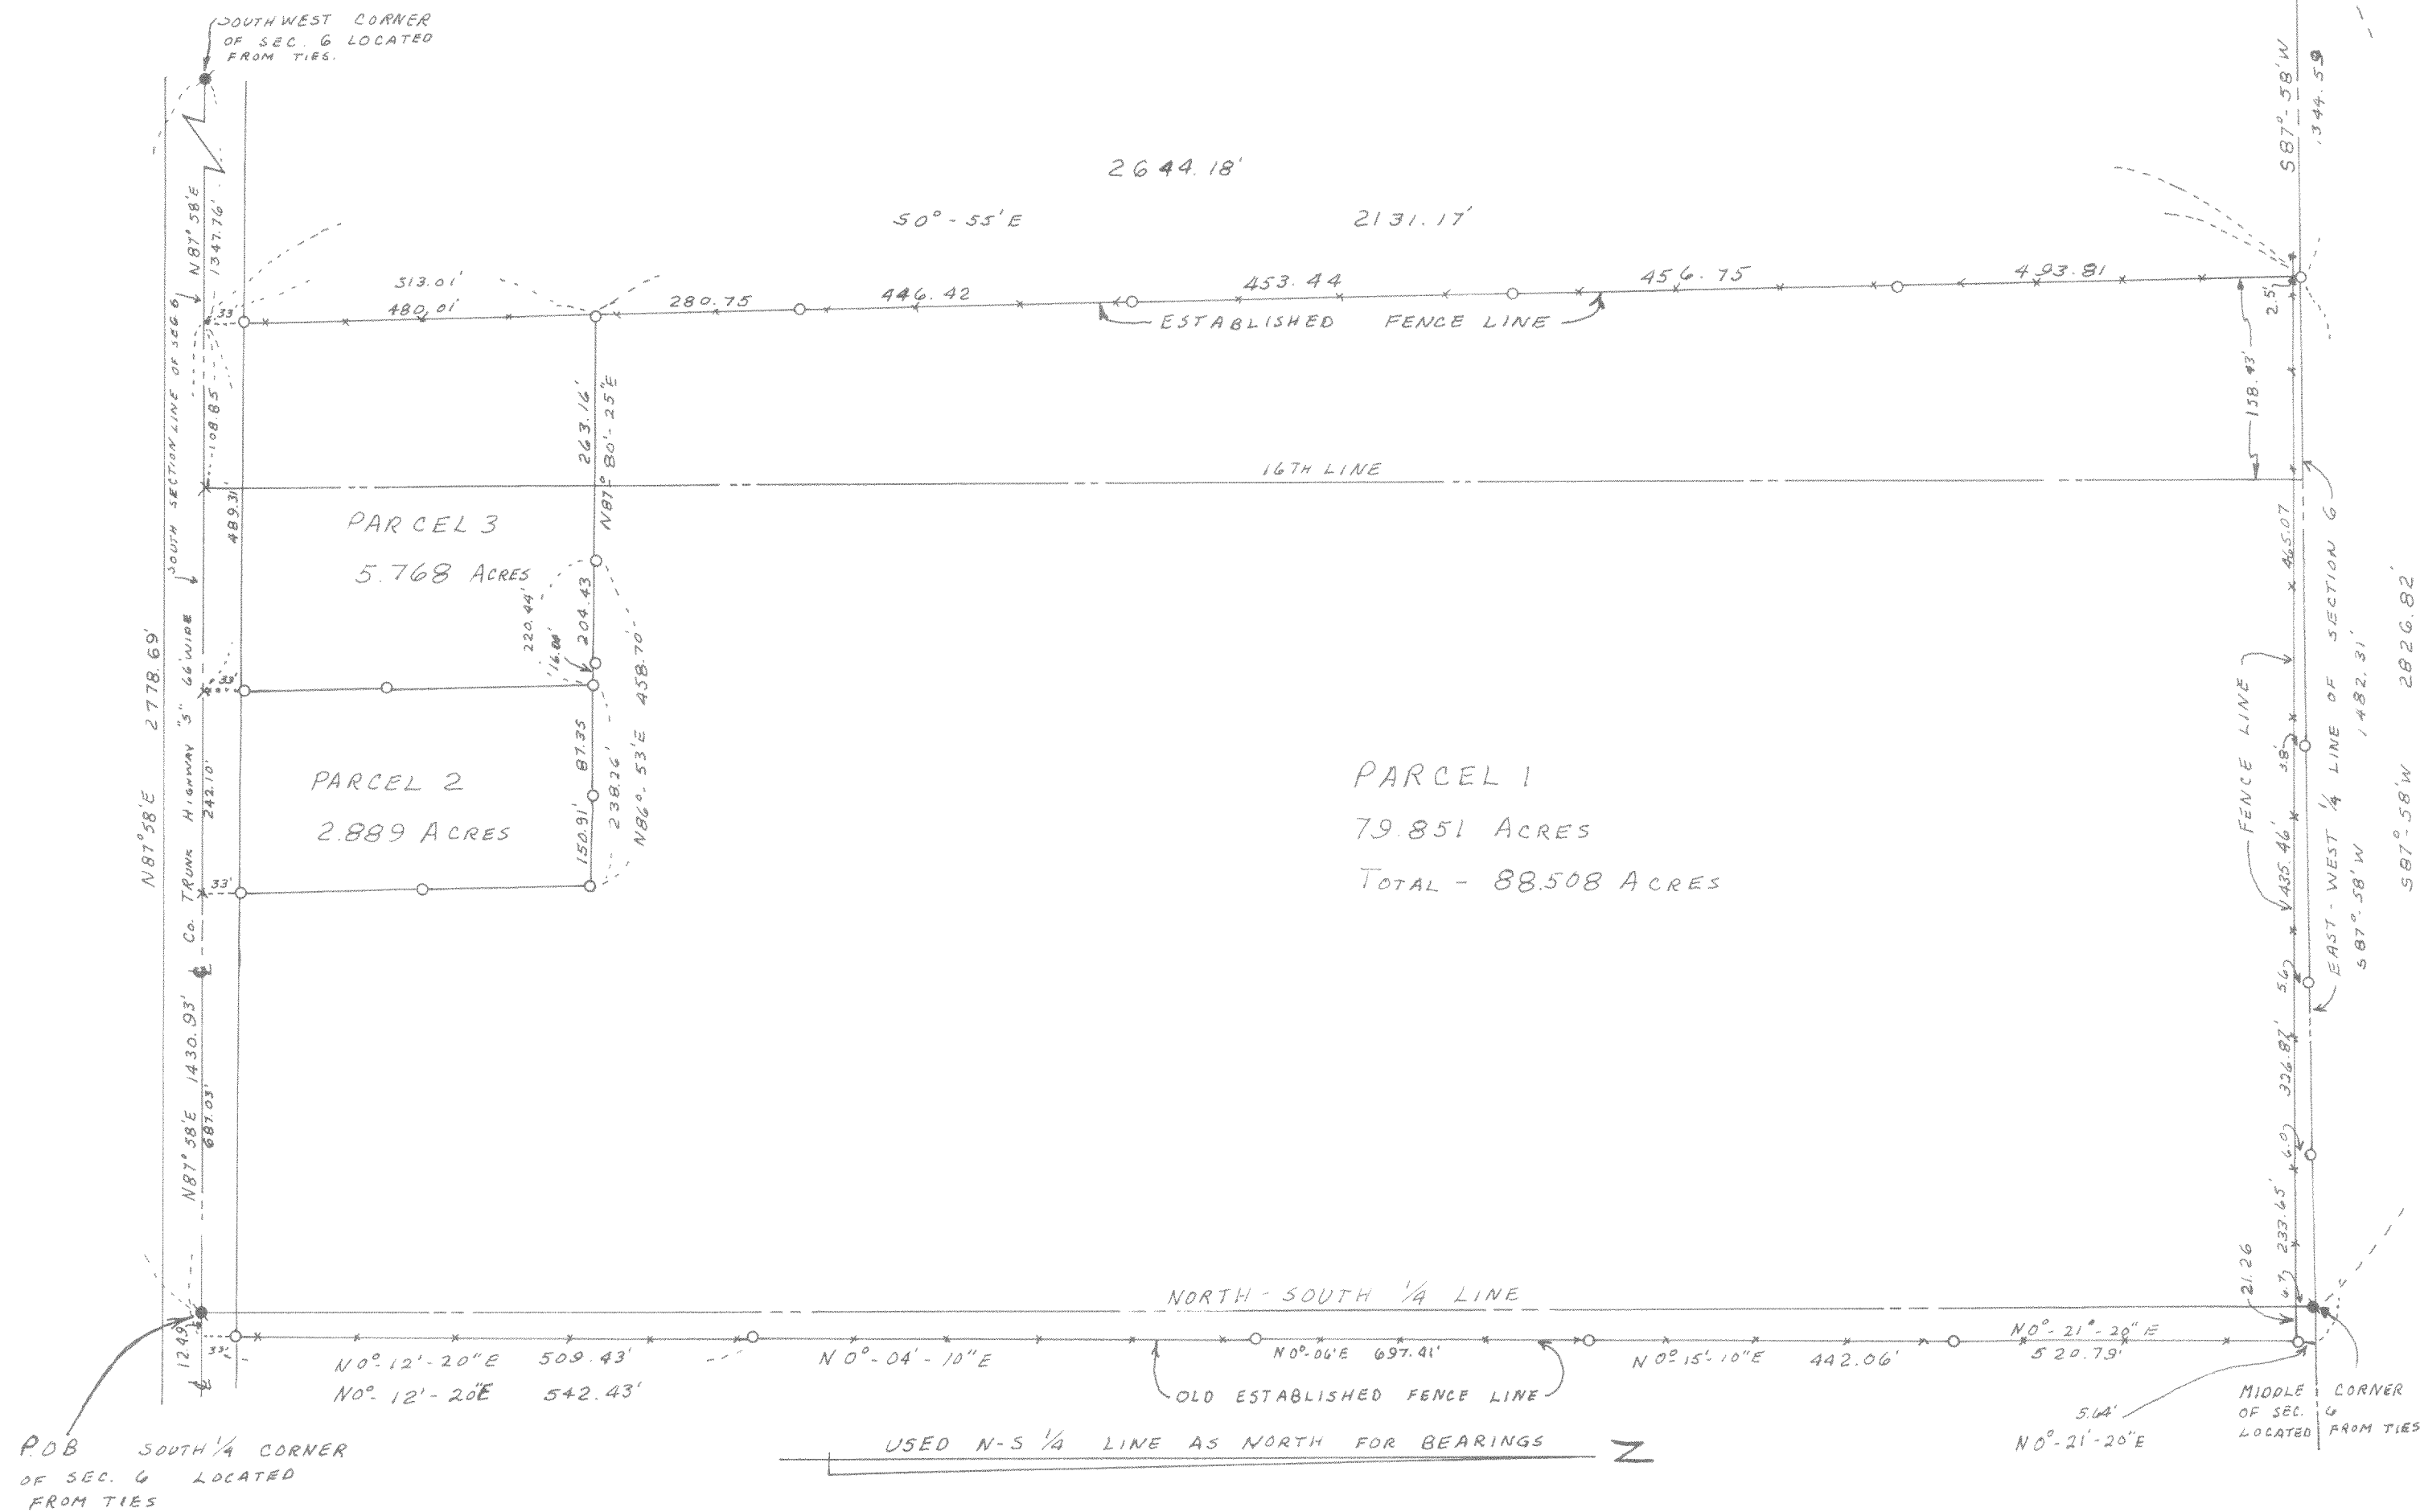 SOUTHWEST CORNER
OF SEC. 6 LOCATED
FROM TIES.
2644.18'
S0°-55'E 2131.17'
S87°-58'W
N87°58'E
1347.76'
513.01'
480.01'
280.75
446.42
453.44
456.75
493.81
ESTABLISHED FENCE LINE
33'
2.5'
158.43'
108.85
489.31'
SOUTH SECTION LINE OF SEC. 6
263.16'
N87°-80'-25"E
16TH LINE
PARCEL 3
5.768 ACRES
220.44'
204.43
N86°-53'E 458.70'
33'
N87°58'E 2778.69'
Co. TRUNK HIGHWAY "S" 66' WIDE
242.10'
PARCEL 2
2.889 ACRES
87.35
238.26'
150.91'
33'
PARCEL 1
79.851 ACRES
TOTAL - 88.508 ACRES
465.07
FENCE LINE
3.8'
435.46'
5.6
EAST-WEST 1/4 LINE OF SECTION 6
S87°-58'W 1482.31'
S87°-58'W 2826.82'
N87°58'E 1430.93'
687.03'
6.0
233.65'
21.26
6.7
NORTH-SOUTH 1/4 LINE
12.49'
33'
N0°-12'-20"E 509.43'
N0°-12'-20"E 542.43'
N0°-04'-10"E
N0°-06'E 697.41'
N0°-15'-10"E 442.06'
N0°-21'-20"E
520.79'
OLD ESTABLISHED FENCE LINE
5.64'
N0°-21'-20"E
MIDDLE CORNER
OF SEC. 6
LOCATED FROM TIES
P.O.B SOUTH 1/4 CORNER
OF SEC. 6 LOCATED
FROM TIES
USED N-S 1/4 LINE AS NORTH FOR BEARINGS
N